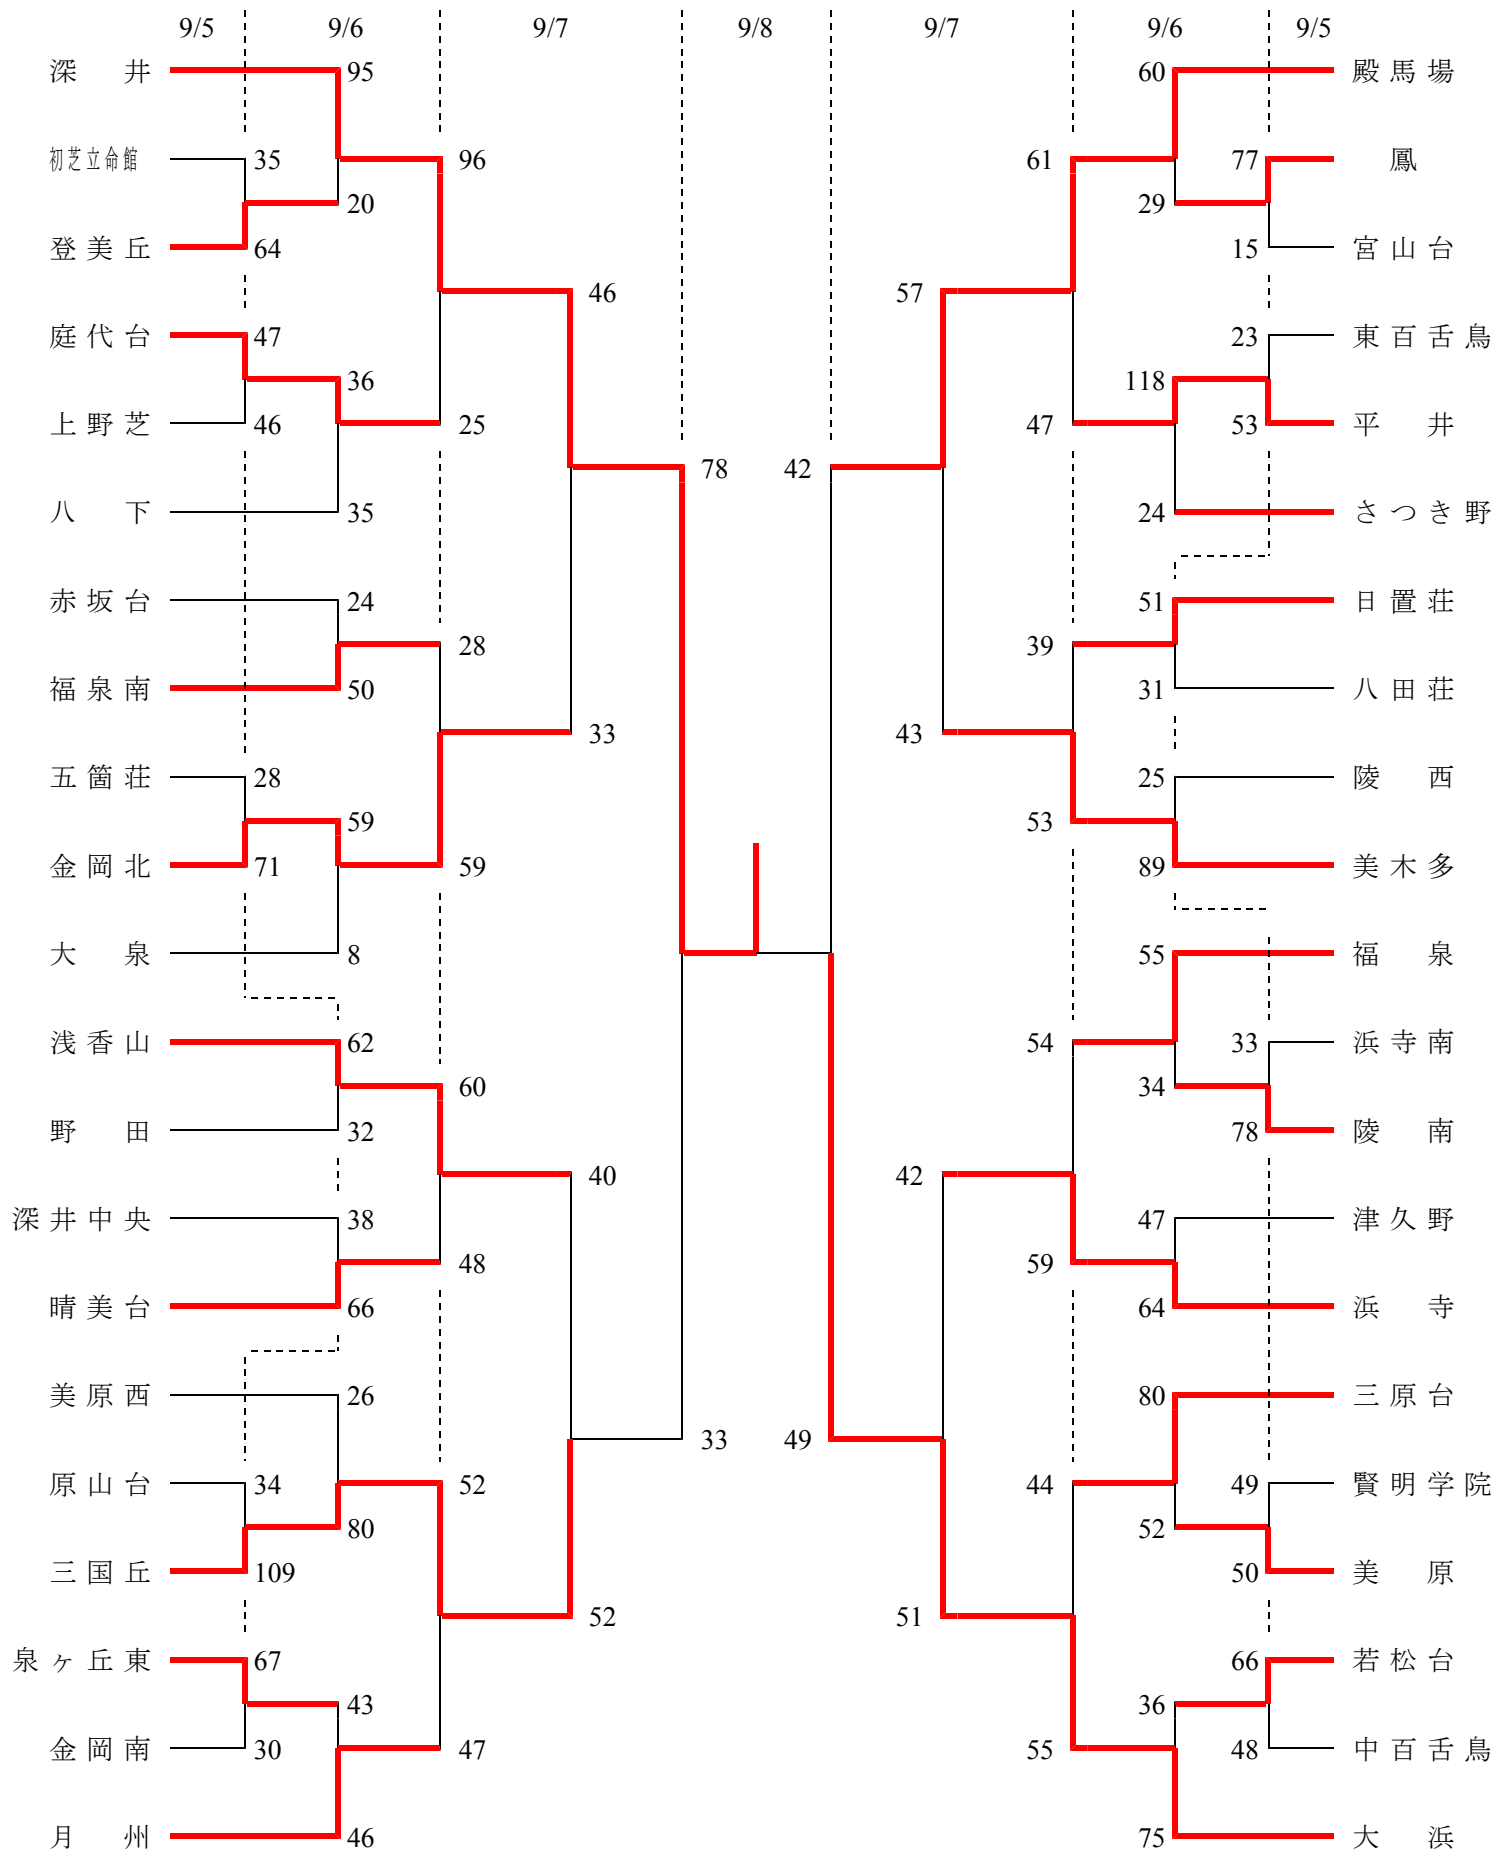 9/5 9/6 9/7 9/8 9/7 9/6 9/5
深井 95 60 殿馬場
初芝立命館 35 96 61 77 鳳
20 29
登美丘 64 15 宮山台
46 57
庭代台 47 23 東百舌鳥
36 118
上野芝 46 25 47 53 平井
78 42
八下 35 24 さつき野
赤坂台 24 51 日置荘
28 39
福泉南 50 31 八田荘
33 43
五箇荘 28 25 陵西
59 53
金岡北 71 59 89 美木多
大泉 8 55 福泉
浅香山 62 54 33 浜寺南
60 34
野田 32 78 陵南
40 42
深井中央 38 47 津久野
48 59
晴美台 66 64 浜寺
美原西 26 80 三原台
33 49
原山台 34 52 44 49 賢明学院
80 52
三国丘 109 50 美原
52 51
泉ヶ丘東 67 66 若松台
43 36
金岡南 30 47 55 48 中百舌鳥
月州 46 75 大浜